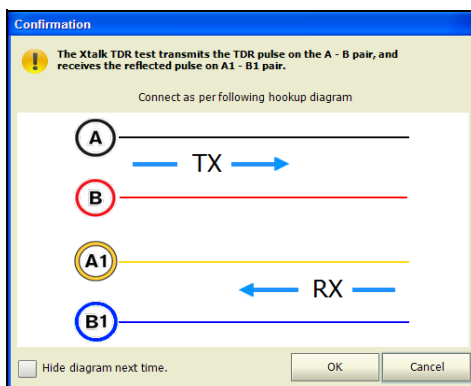 Confirmation
The Xtalk TDR test transmits the TDR pulse on the A - B pair, and
receives the reflected pulse on A1 - B1 pair.
Connect as per following hookup diagram
A
TX
B
A1
RX
B1
Hide diagram next time.
OK
Cancel